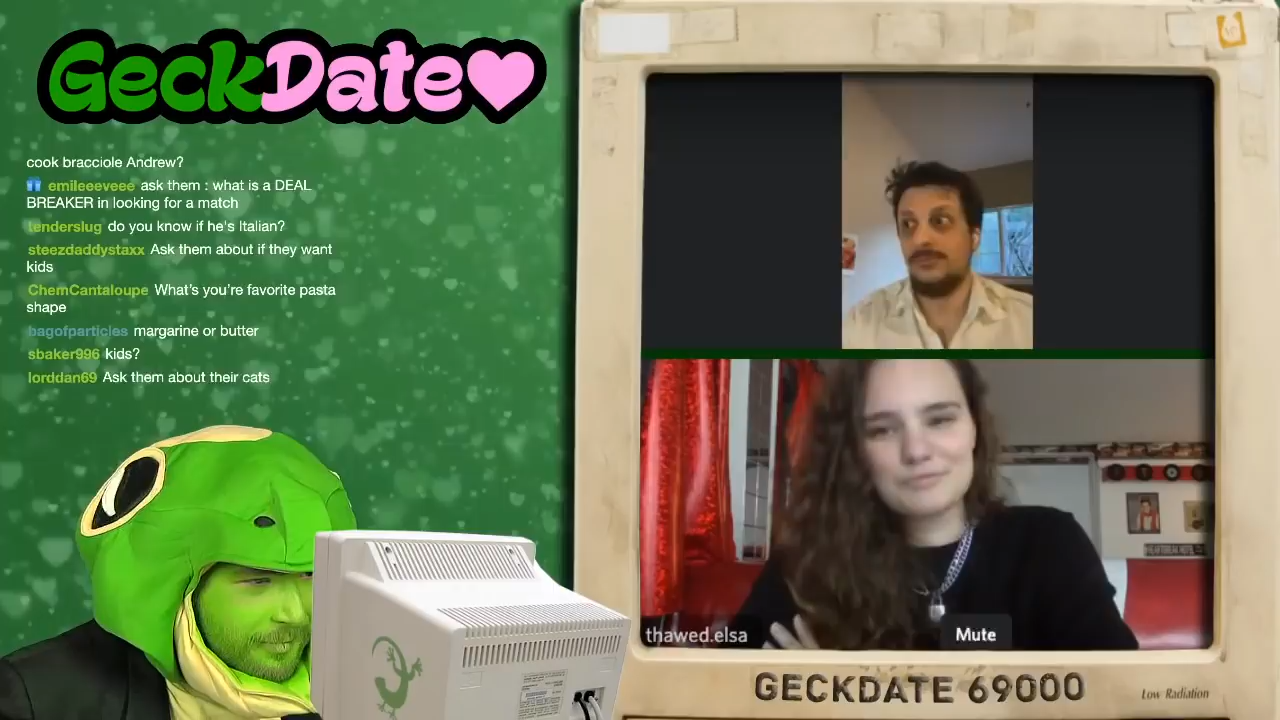 GeckDate
cook bracciole Andrew?
emileeeveee ask them : what is a DEAL
BREAKER in looking for a match
tenderslug do you know if he's Italian?
steezdaddystaxx Ask them about if they want
kids
ChemCantaloupe What's you're favorite pasta
shape
bagofparticles margarine or butter
sbaker996 kids?
lorddan69 Ask them about their cats
HEARTBREAK HOTEL
thawed.elsa
Mute
GECKDATE 69000
Low Radiation